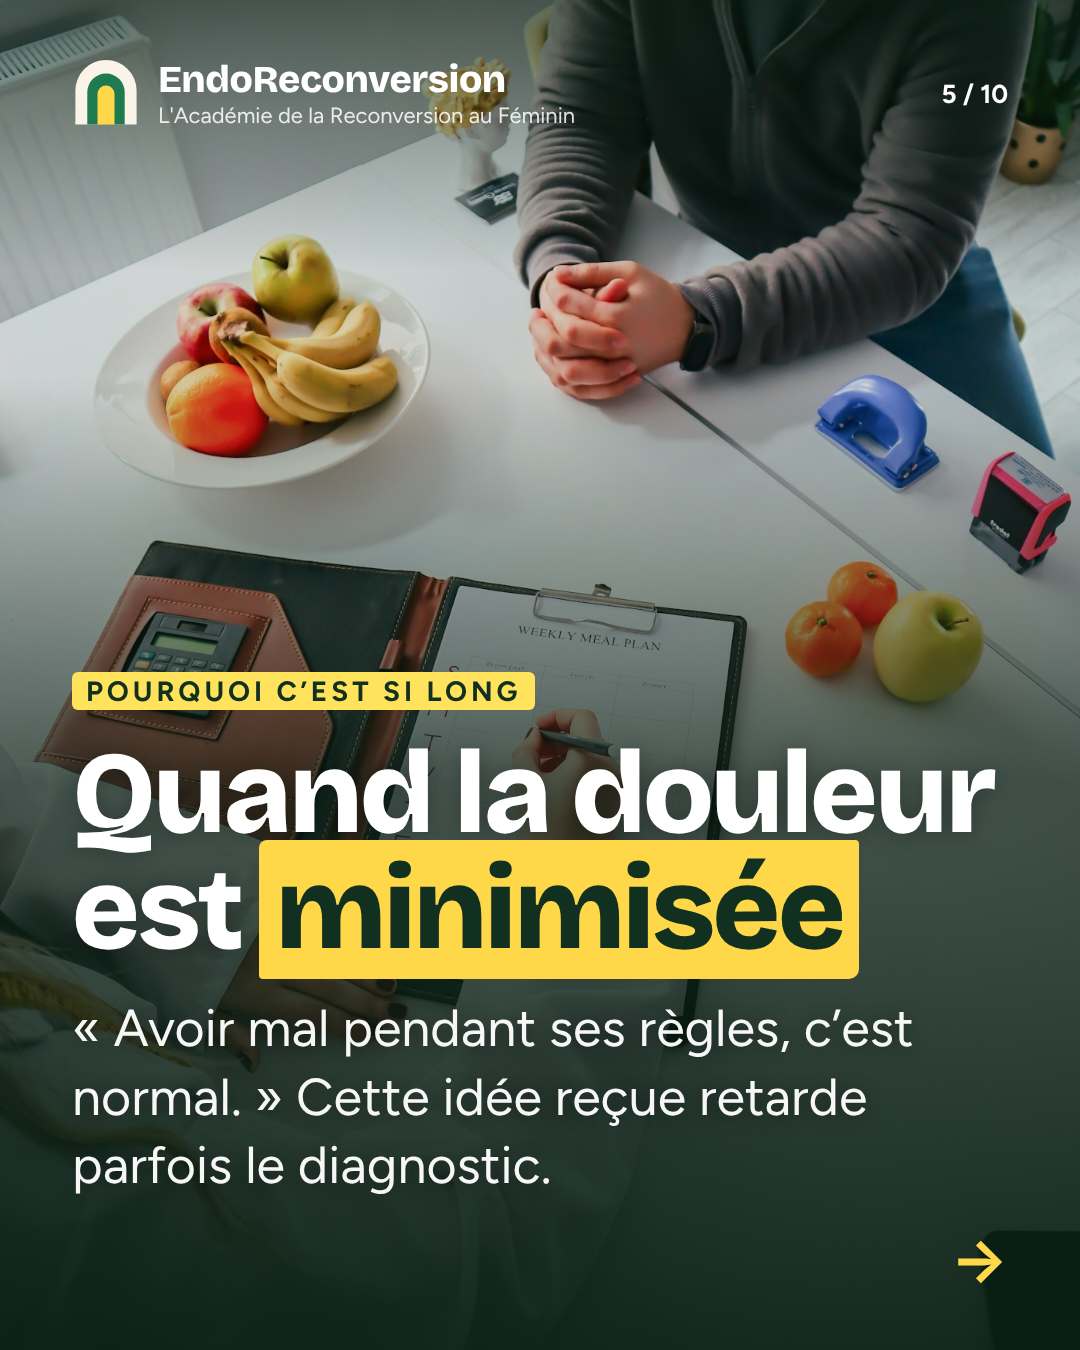 EndoReconversion
L'Académie de la Reconversion au Féminin
5 / 10
WEEKLY MEAL PLAN
POURQUOI C’EST SI LONG
Quand la douleur
est minimisée
« Avoir mal pendant ses règles, c’est
normal. » Cette idée reçue retarde
parfois le diagnostic.